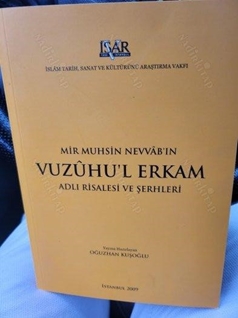 İSAR
İSLÂM TARİH, SANAT VE KÜLTÜRÜNÜ ARAŞTIRMA VAKFI
MİR MUHSİN NEVVÂB'IN
VUZÛHU'L ERKAM
ADLI RİSALESİ VE ŞERHLERİ
Yayına Hazırlayan
OĞUZHAN KUŞOĞLU
İSTANBUL 2005